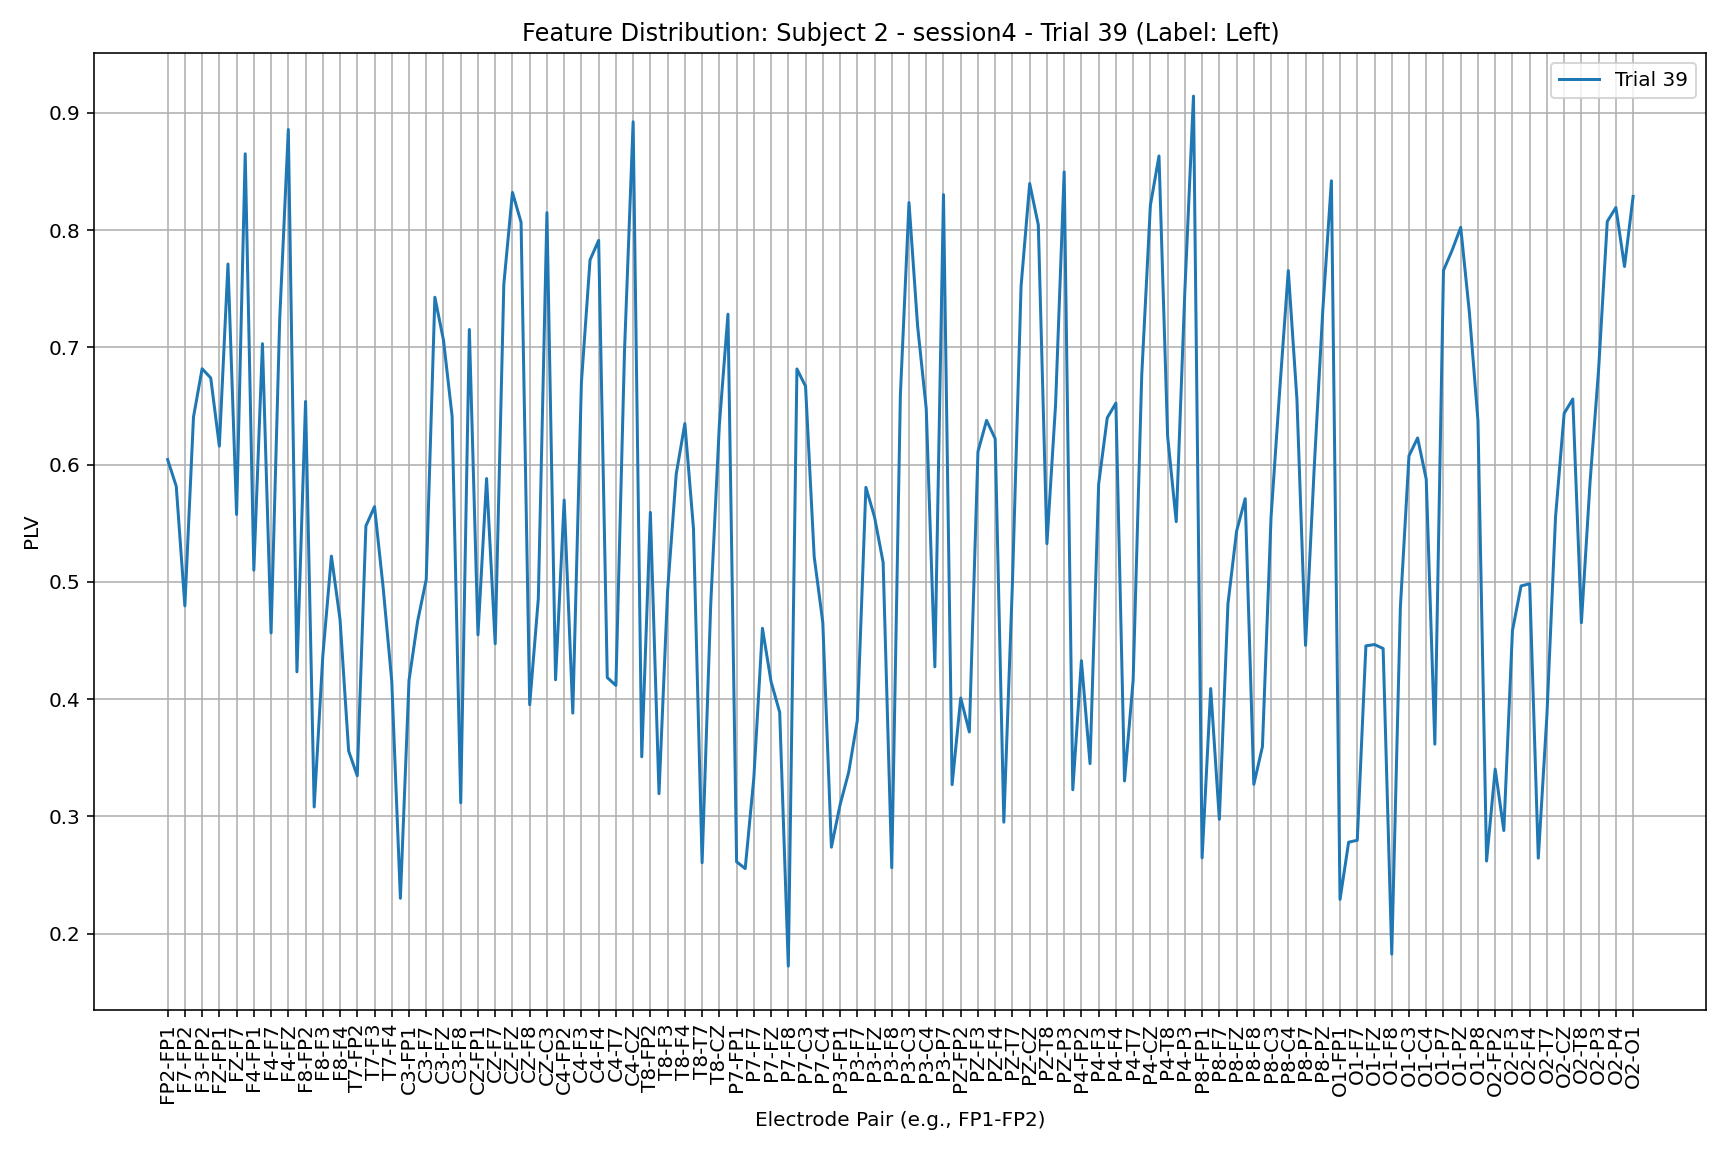 Feature Distribution: Subject 2 - session4 - Trial 39 (Label: Left)
Trial 39
0.9
0.8
0.7
0.6
0.5
0.4
0.3
0.2
PLV
FP2-FP1
F7-FP2
F3-FP2
FZ-FP1
FZ-F7
F4-FP1
F4-F7
F4-FZ
F8-FP2
F8-F3
F8-F4
T7-FP2
T7-F3
T7-F4
C3-FP1
C3-F7
C3-FZ
C3-F8
CZ-FP1
CZ-F7
CZ-FZ
CZ-F8
CZ-C3
C4-FP2
C4-F3
C4-F4
C4-T7
C4-CZ
T8-FP2
T8-F3
T8-F4
T8-T7
T8-CZ
P7-FP1
P7-F7
P7-FZ
P7-F8
P7-C3
P7-C4
P3-FP1
P3-F7
P3-FZ
P3-F8
P3-C3
P3-C4
P3-P7
PZ-FP2
PZ-F3
PZ-F4
PZ-T7
PZ-CZ
PZ-T8
PZ-P3
P4-FP2
P4-F3
P4-F4
P4-T7
P4-CZ
P4-T8
P4-P3
P8-FP1
P8-F7
P8-FZ
P8-F8
P8-C3
P8-C4
P8-P7
P8-PZ
O1-FP1
O1-F7
O1-FZ
O1-F8
O1-C3
O1-C4
O1-P7
O1-PZ
O1-P8
O2-FP2
O2-F3
O2-F4
O2-T7
O2-CZ
O2-T8
O2-P3
O2-P4
O2-O1
Electrode Pair (e.g., FP1-FP2)